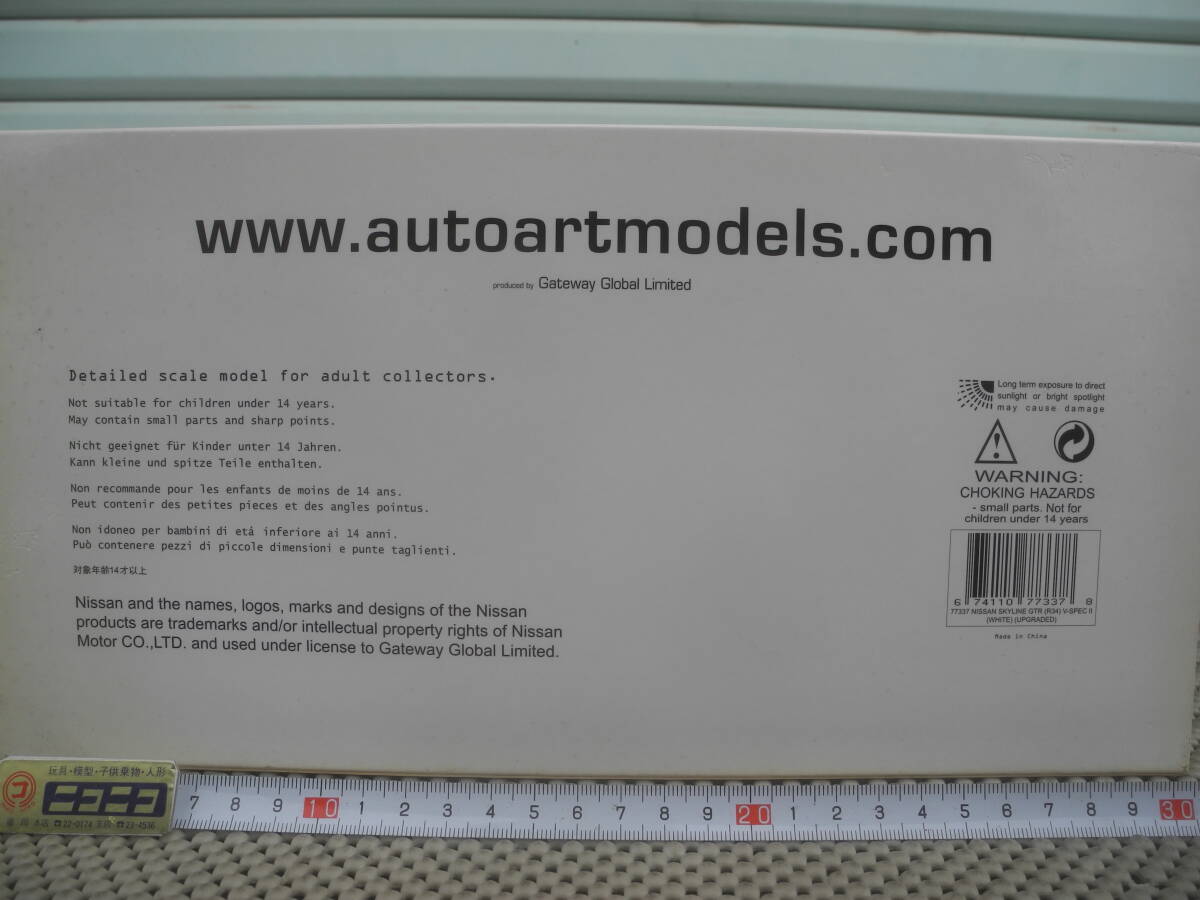 www.autoartmodels.com
produced by Gateway Global Limited
Detailed scale model for adult collectors.
Not suitable for children under 14 years.
May contain small parts and sharp points.
Nicht geeignet für Kinder unter 14 Jahren.
Kann kleine und spitze Teile enthalten.
Non recommande pour les enfants de moins de 14 ans.
Peut contenir des petites pieces et des angles pointus.
Non idoneo per bambini di etá inferiore ai 14 anni.
Può contenere pezzi di piccole dimensioni e punte taglienti.
対象年齢14才以上
Nissan and the names, logos, marks and designs of the Nissan
products are trademarks and/or intellectual property rights of Nissan
Motor CO.,LTD. and used under license to Gateway Global Limited.
Long term exposure to direct
sunlight or bright spotlight
may cause damage
WARNING:
CHOKING HAZARDS
- small parts. Not for
children under 14 years
6 74110 77337 8
77337 NISSAN SKYLINE GTR (R34) V-SPEC II
(WHITE) (UPGRADED)
Made in China
玩具・模型・子供乗物・人形
ニコニコ
本店 ☎22-0174 ☎23-4536
7 8 9 10 1 2 3 4 5 6 7 8 9 20 1 2 3 4 5 6 7 8 9 30